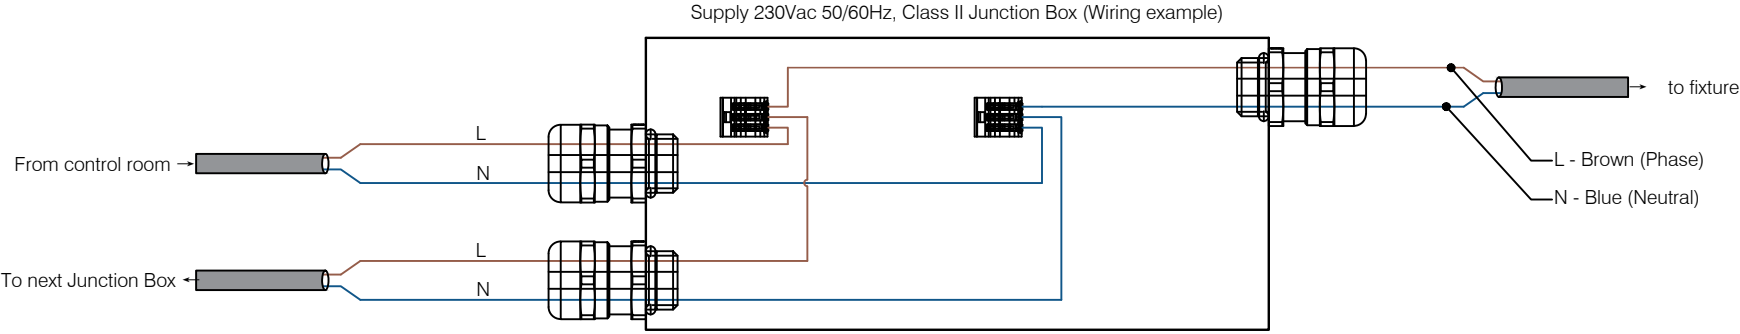 Supply 230Vac 50/60Hz, Class II Junction Box (Wiring example)
to fixture
L
From control room
N
L - Brown (Phase)
N - Blue (Neutral)
L
To next Junction Box
N